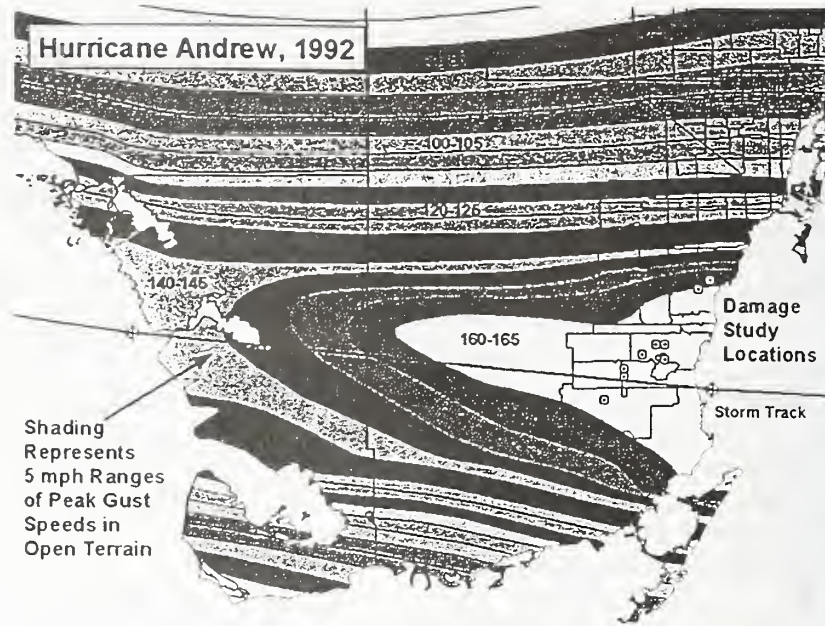 Hurricane Andrew, 1992
100-105
120-125
140-145
160-165
Damage
Study
Locations
Storm Track
Shading
Represents
5 mph Ranges
of Peak Gust
Speeds in
Open Terrain